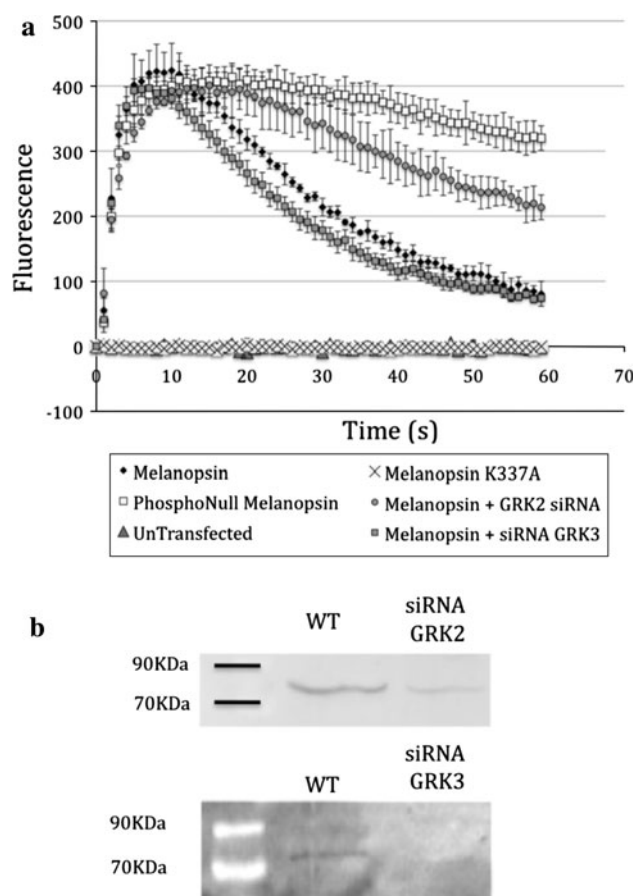 a
500
400
300
200
100
0
-100
Fluorescence
0 10 20 30 40 50 60 70
Time (s)
Melanopsin
Melanopsin K337A
PhosphoNull Melanopsin
Melanopsin + GRK2 siRNA
UnTransfected
Melanopsin + siRNA GRK3
b
WT
siRNA
GRK2
90KDa
70KDa
WT
siRNA
GRK3
90KDa
70KDa